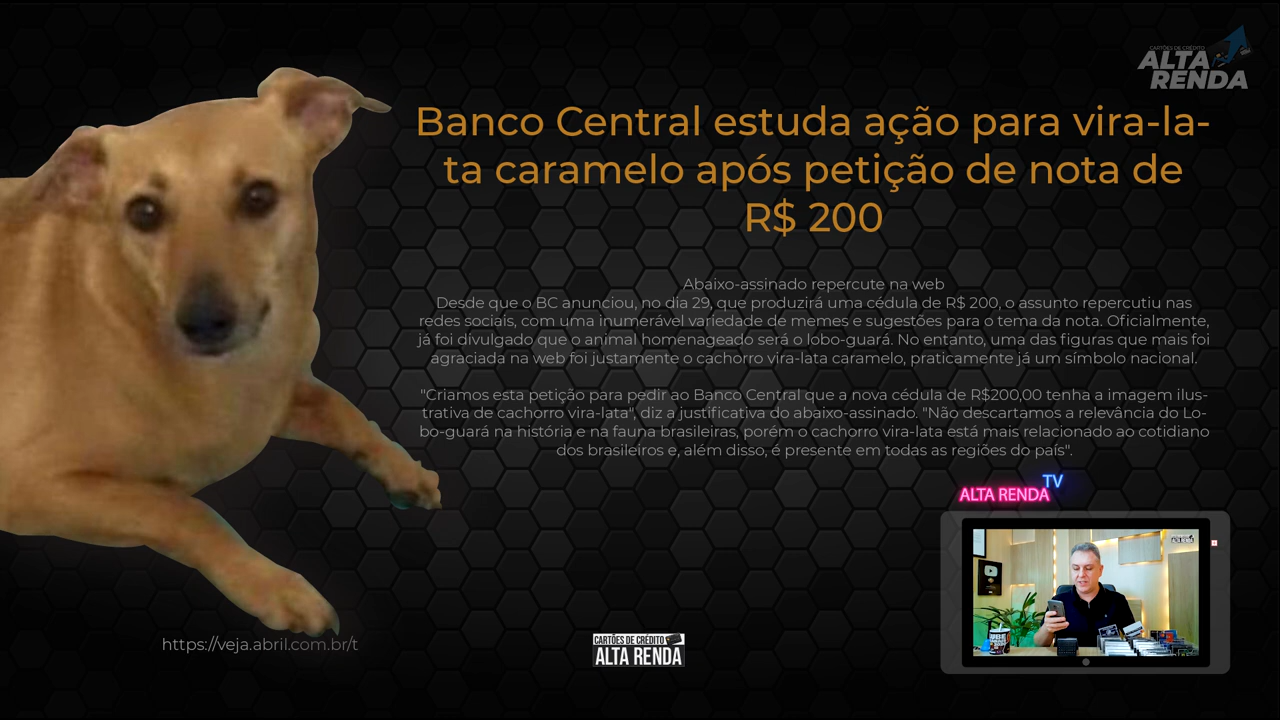 CARTÕES DE CRÉDITO
ALTA
RENDA
Banco Central estuda ação para vira-la-
ta caramelo após petição de nota de
R$ 200
Abaixo-assinado repercute na web
Desde que o BC anunciou, no dia 29, que produzirá uma cédula de R$ 200, o assunto repercutiu nas
redes sociais, com uma inumerável variedade de memes e sugestões para o tema da nota. Oficialmente,
já foi divulgado que o animal homenageado será o lobo-guará. No entanto, uma das figuras que mais foi
agraciada na web foi justamente o cachorro vira-lata caramelo, praticamente já um símbolo nacional.
"Criamos esta petição para pedir ao Banco Central que a nova cédula de R$200,00 tenha a imagem ilus-
trativa de cachorro vira-lata", diz a justificativa do abaixo-assinado. "Não descartamos a relevância do Lo-
bo-guará na história e na fauna brasileiras, porém o cachorro vira-lata está mais relacionado ao cotidiano
dos brasileiros e, além disso, é presente em todas as regiões do país".
TV
ALTA RENDA
https://veja.abril.com.br/t
CARTÕES DE CRÉDITO
ALTA RENDA